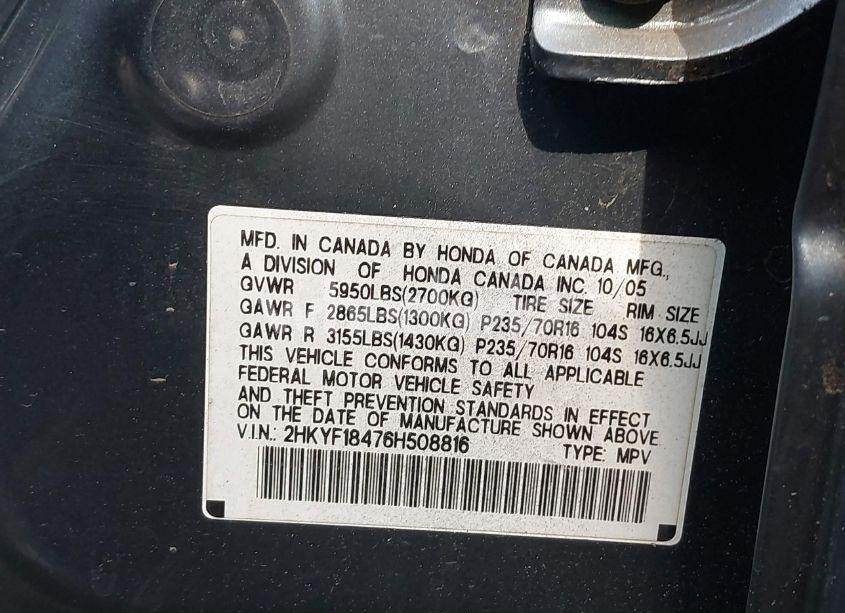 MFD. IN CANADA BY HONDA OF CANADA MFG.,
A DIVISION OF HONDA CANADA INC. 10/05
GVWR 5950LBS(2700KG) TIRE SIZE RIM SIZE
GAWR F 2865LBS(1300KG) P235/70R16 104S 16X6.5JJ
GAWR R 3155LBS(1430KG) P235/70R16 104S 16X6.5JJ
THIS VEHICLE CONFORMS TO ALL APPLICABLE
FEDERAL MOTOR VEHICLE SAFETY
AND THEFT PREVENTION STANDARDS IN EFFECT
ON THE DATE OF MANUFACTURE SHOWN ABOVE.
V.I.N.: 2HKYF18476H508816 TYPE: MPV